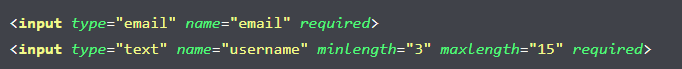 <input type="email" name="email" required>
<input type="text" name="username" minlength="3" maxlength="15" required>